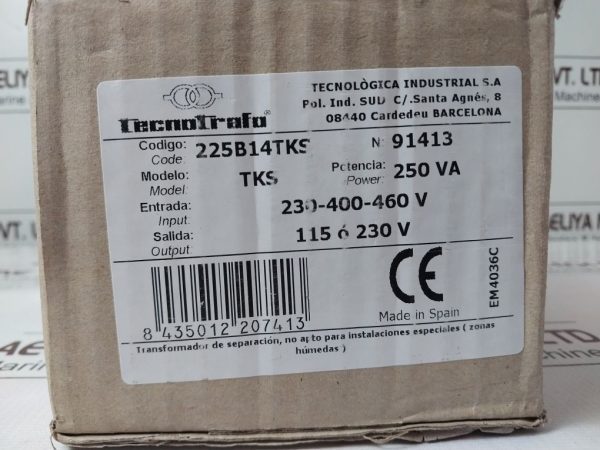 TECNOLÒGICA INDUSTRIAL S.A
Pol. Ind. SUD C/.Santa Agnés, 8
08440 Cardedeu BARCELONA
TecnoTrafo®
Codigo: 225B14TKS Nº 91413
Code:
Modelo: TKS Potencia: 250 VA
Model: Power:
Entrada: 230-400-460 V
Input:
Salida: 115 ó 230 V
Output:
CE
EM4036C
Made in Spain
8 435012 207413
Transformador de separación, no apto para instalaciones especiales ( zonas
húmedas )